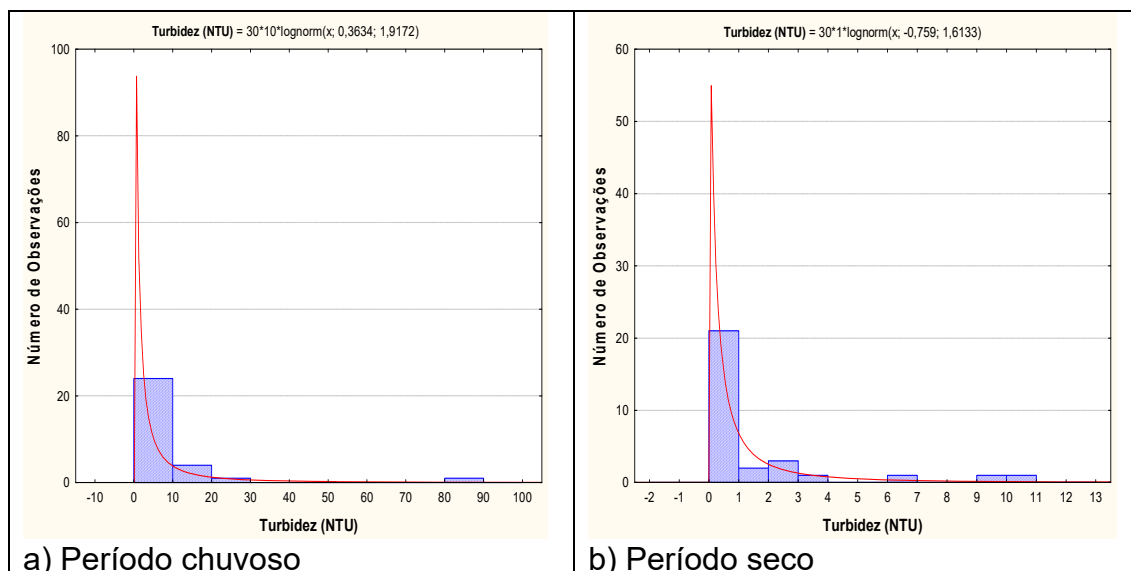 Turbidez (NTU) = 30*10*lognorm(x; 0,3634; 1,9172)
100
80
60
40
20
0
Número de Observações
-10 0 10 20 30 40 50 60 70 80 90 100
Turbidez (NTU)
a) Período chuvoso
Turbidez (NTU) = 30*1*lognorm(x; -0,759; 1,6133)
60
50
40
30
20
10
0
Número de Observações
-2 -1 0 1 2 3 4 5 6 7 8 9 10 11 12 13
Turbidez (NTU)
b) Período seco